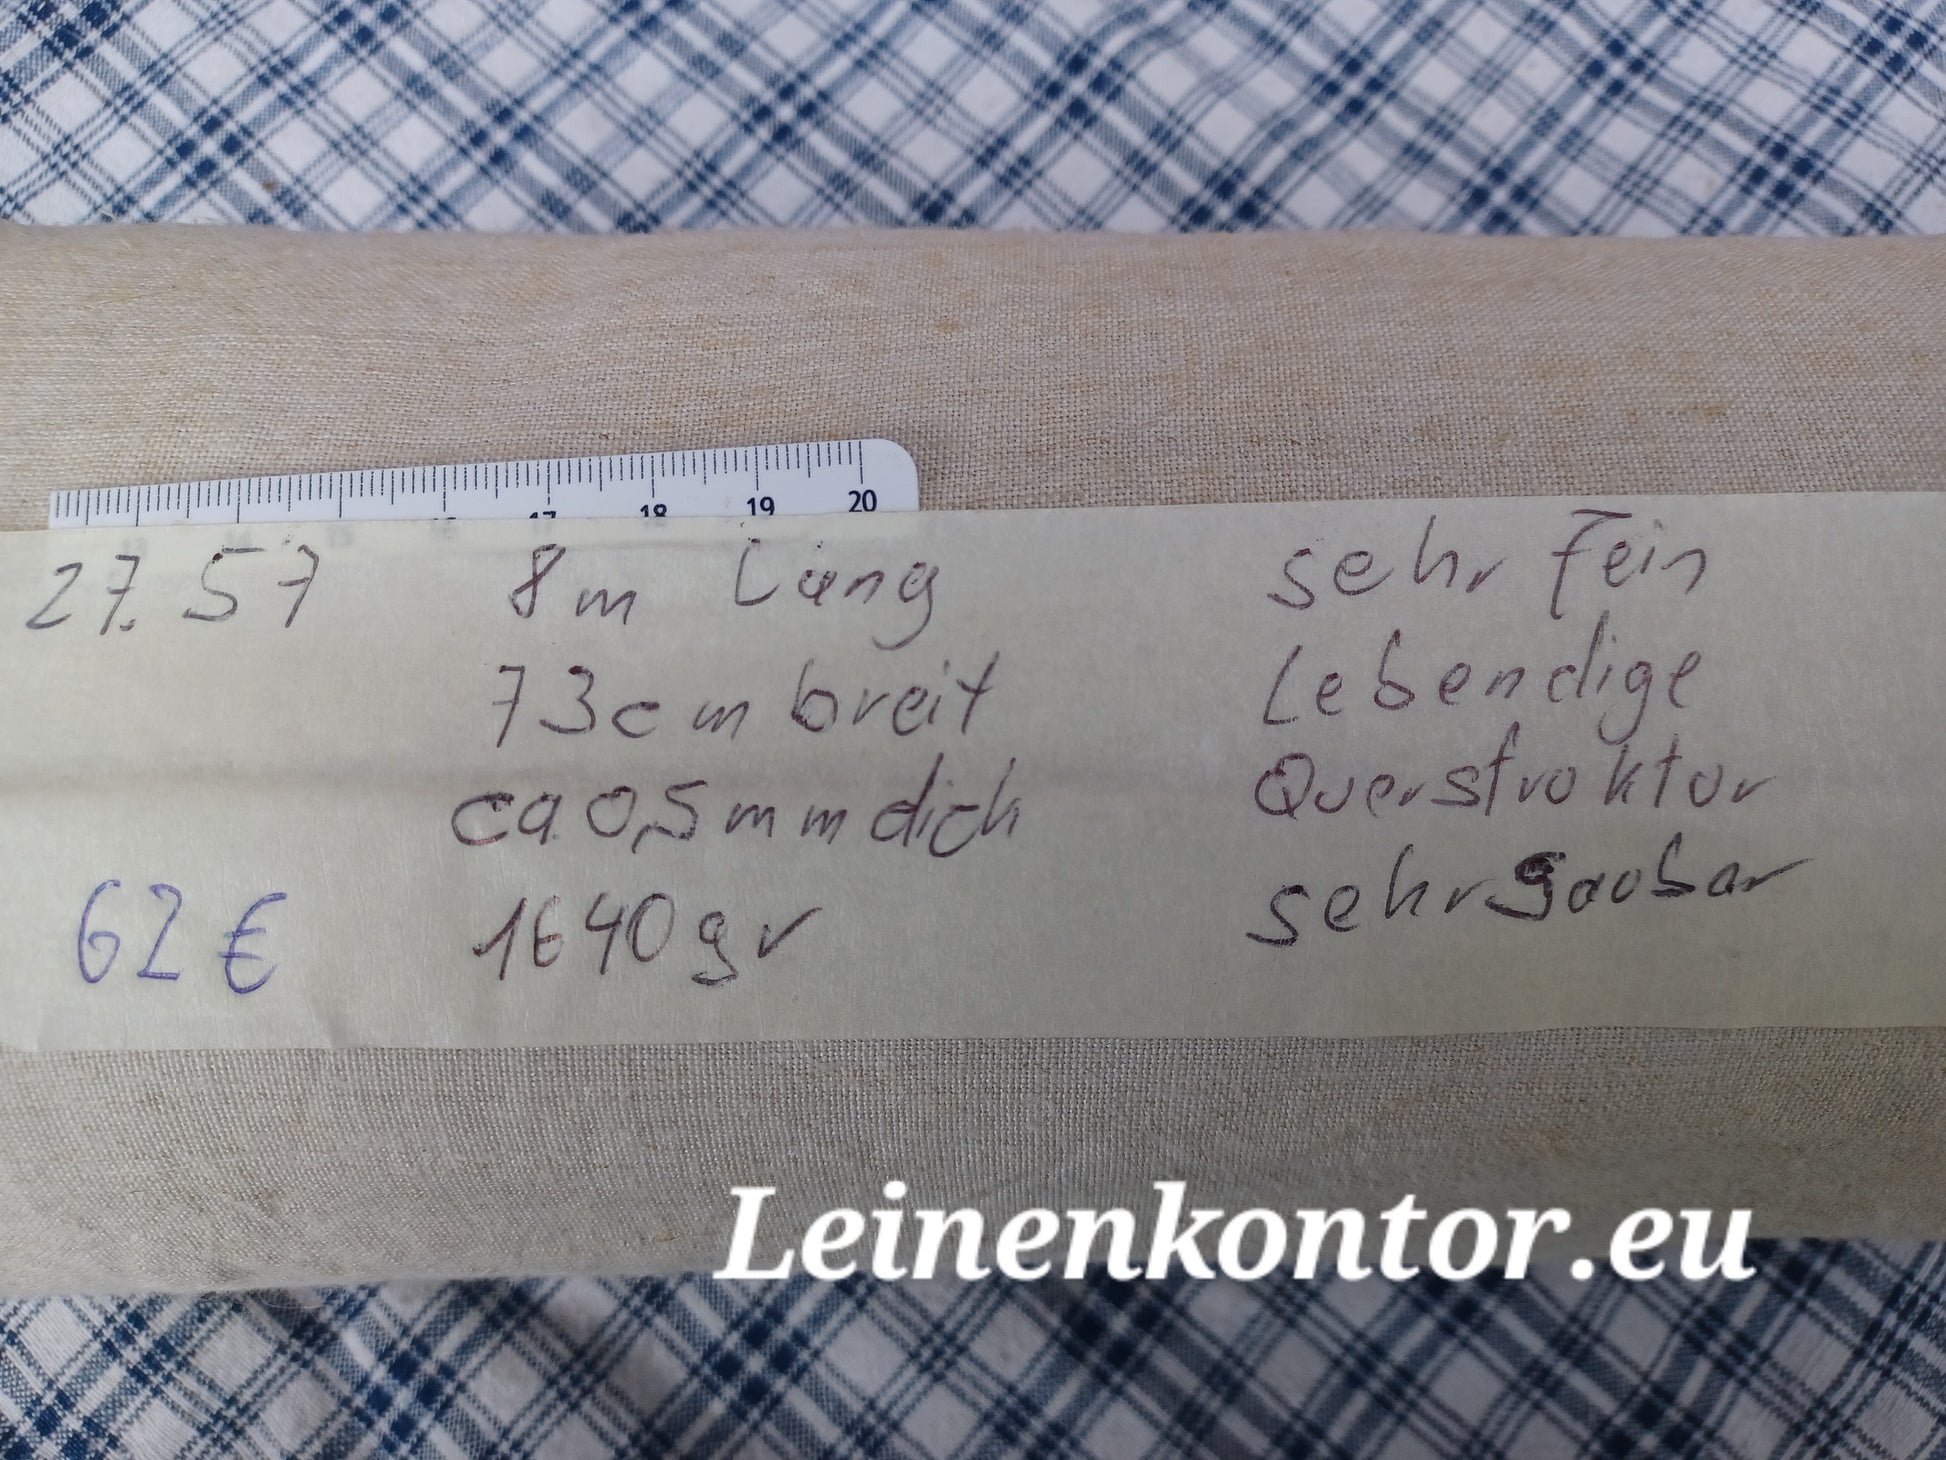 17 18 19 20
27.57 8m Lang sehr fein
73cm breit Lebendige
ca 0,5mm dick Querstruktur
62 € 1640gr sehr sauber
Leinenkontor.eu